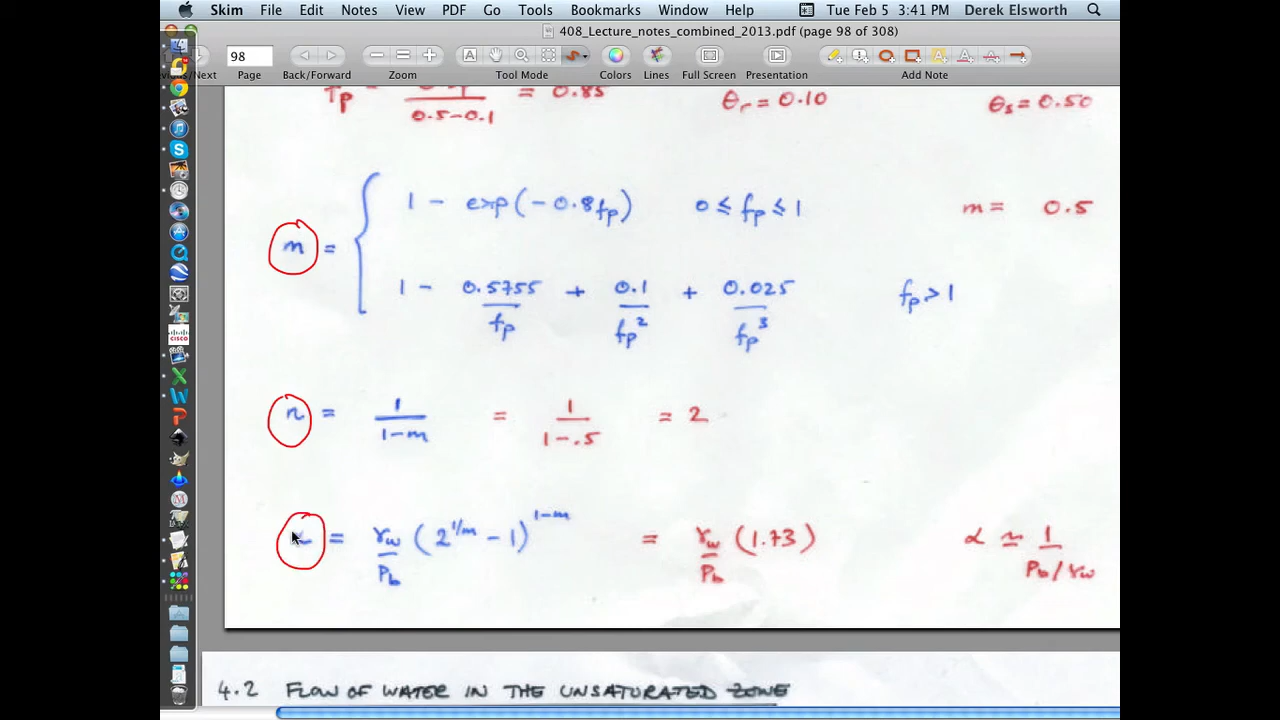 Skim File Edit Notes View PDF Go Tools Bookmarks Window Help Tue Feb 5 3:41 PM Derek Elsworth
408_Lecture_notes_combined_2013.pdf (page 98 of 308)
98
Page Back/Forward Zoom Tool Mode Colors Lines Full Screen Presentation Add Note
fp = 0.5-0.1 = 0.85 θr = 0.10 θs = 0.50
m = { 1 - exp(-0.8fp) 0 ≤ fp ≤ 1 m = 0.5
1 - 0.5755/fp + 0.1/fp² + 0.025/fp³ fp > 1
n = 1/(1-m) = 1/(1-.5) = 2
= γw/Pb (2^(1/m) - 1)^(1-m) = γw/Pb (1.73) α ≃ 1/(Pb/γw)
4.2 FLOW OF WATER IN THE UNSATURATED ZONE